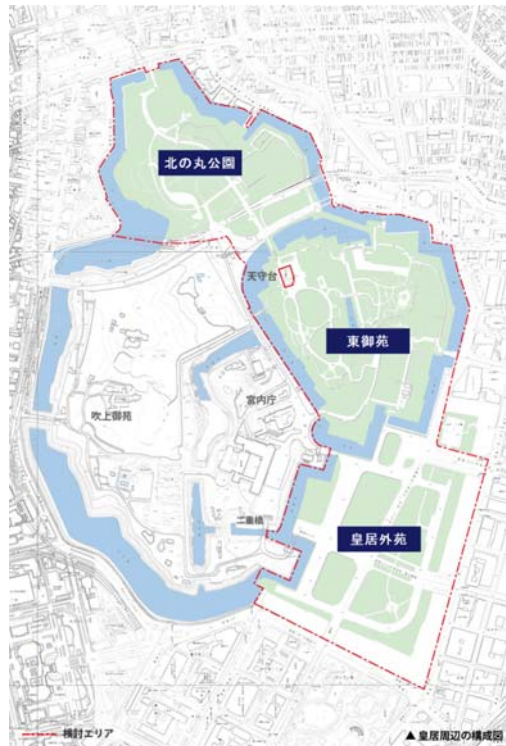 北の丸公園
天守台
東御苑
宮内庁
吹上御苑
二重橋
皇居外苑
検討エリア
▲ 皇居周辺の構成図